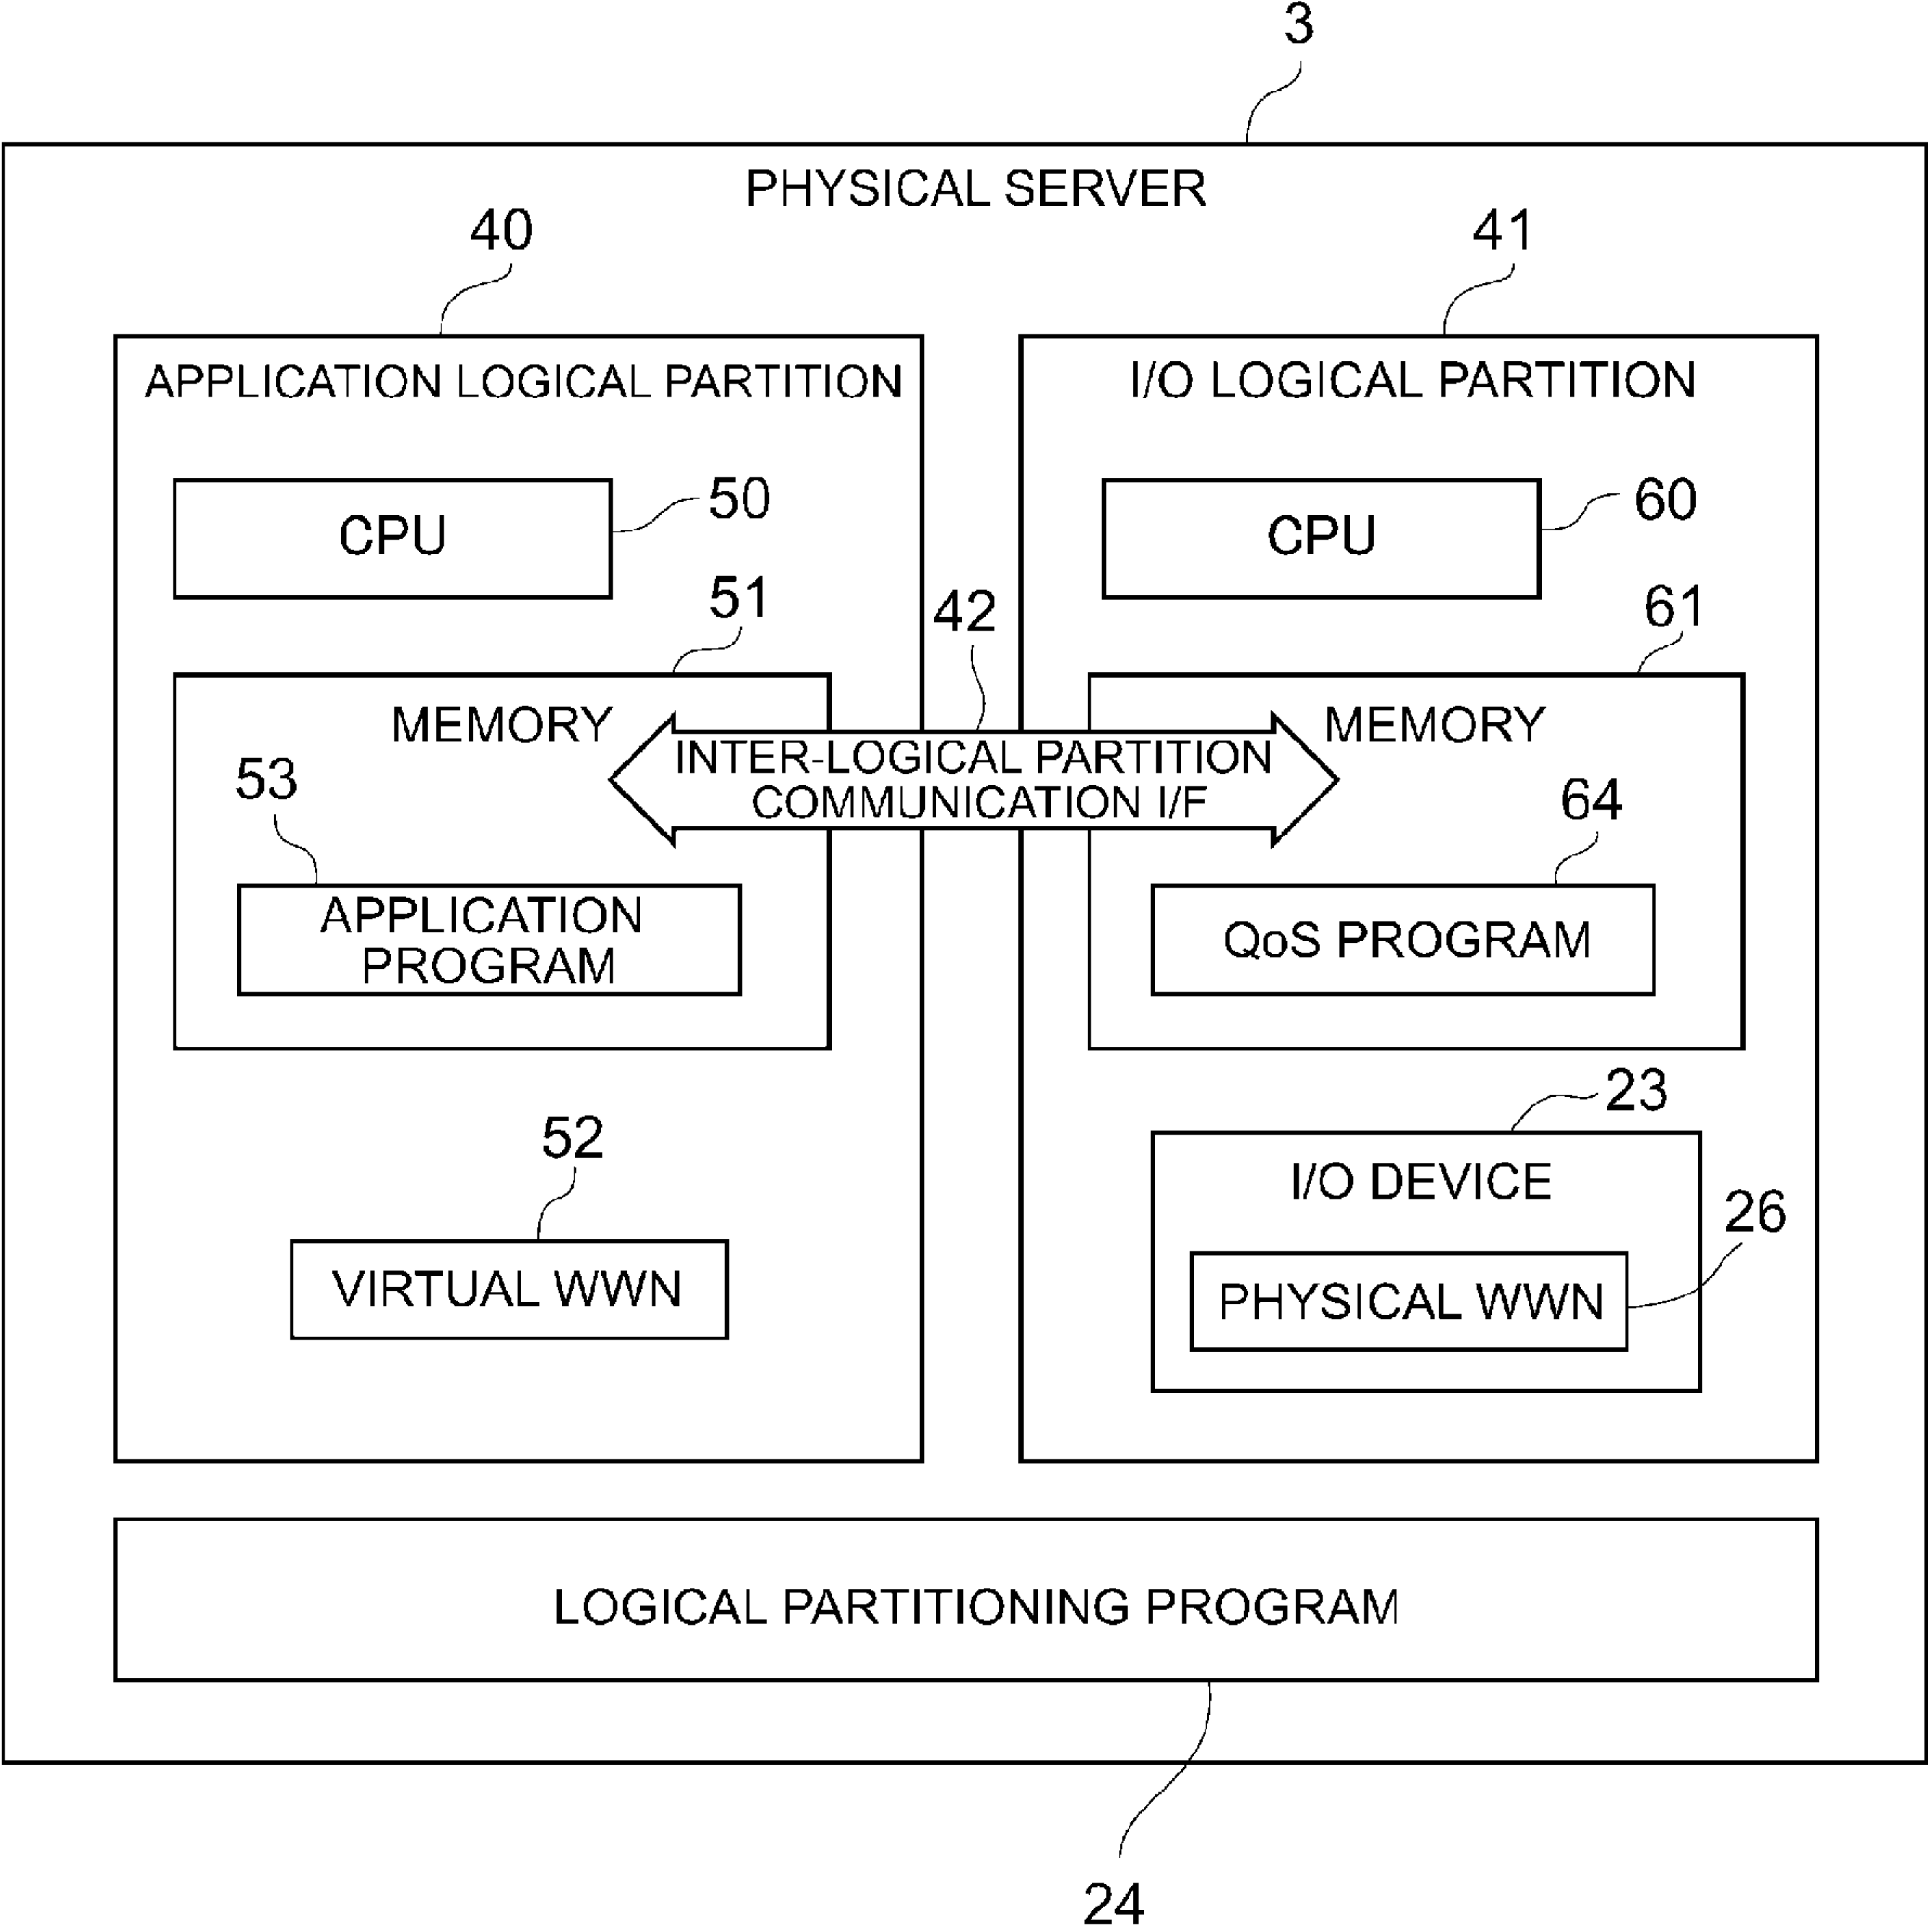 3
PHYSICAL SERVER
40
41
APPLICATION LOGICAL PARTITION
I/O LOGICAL PARTITION
CPU
50
CPU
60
51
42
61
MEMORY
MEMORY
INTER-LOGICAL PARTITION
COMMUNICATION I/F
53
64
APPLICATION
PROGRAM
QoS PROGRAM
23
52
I/O DEVICE
26
VIRTUAL WWN
PHYSICAL WWN
LOGICAL PARTITIONING PROGRAM
24